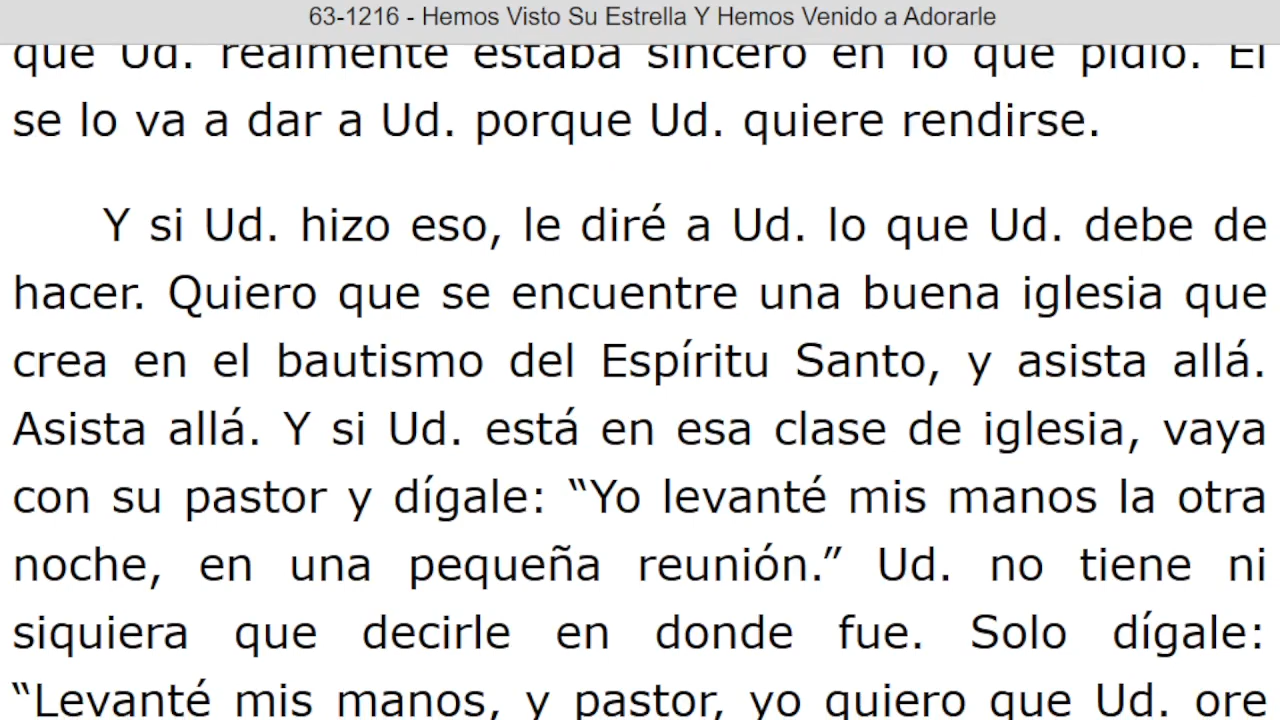 63-1216 - Hemos Visto Su Estrella Y Hemos Venido a Adorarle
que Ud. realmente estaba sincero en lo que pidió. El
se lo va a dar a Ud. porque Ud. quiere rendirse.
Y si Ud. hizo eso, le diré a Ud. lo que Ud. debe de
hacer. Quiero que se encuentre una buena iglesia que
crea en el bautismo del Espíritu Santo, y asista allá.
Asista allá. Y si Ud. está en esa clase de iglesia, vaya
con su pastor y dígale: “Yo levanté mis manos la otra
noche, en una pequeña reunión.” Ud. no tiene ni
siquiera que decirle en donde fue. Solo dígale:
“Levanté mis manos, y pastor, yo quiero que Ud. ore